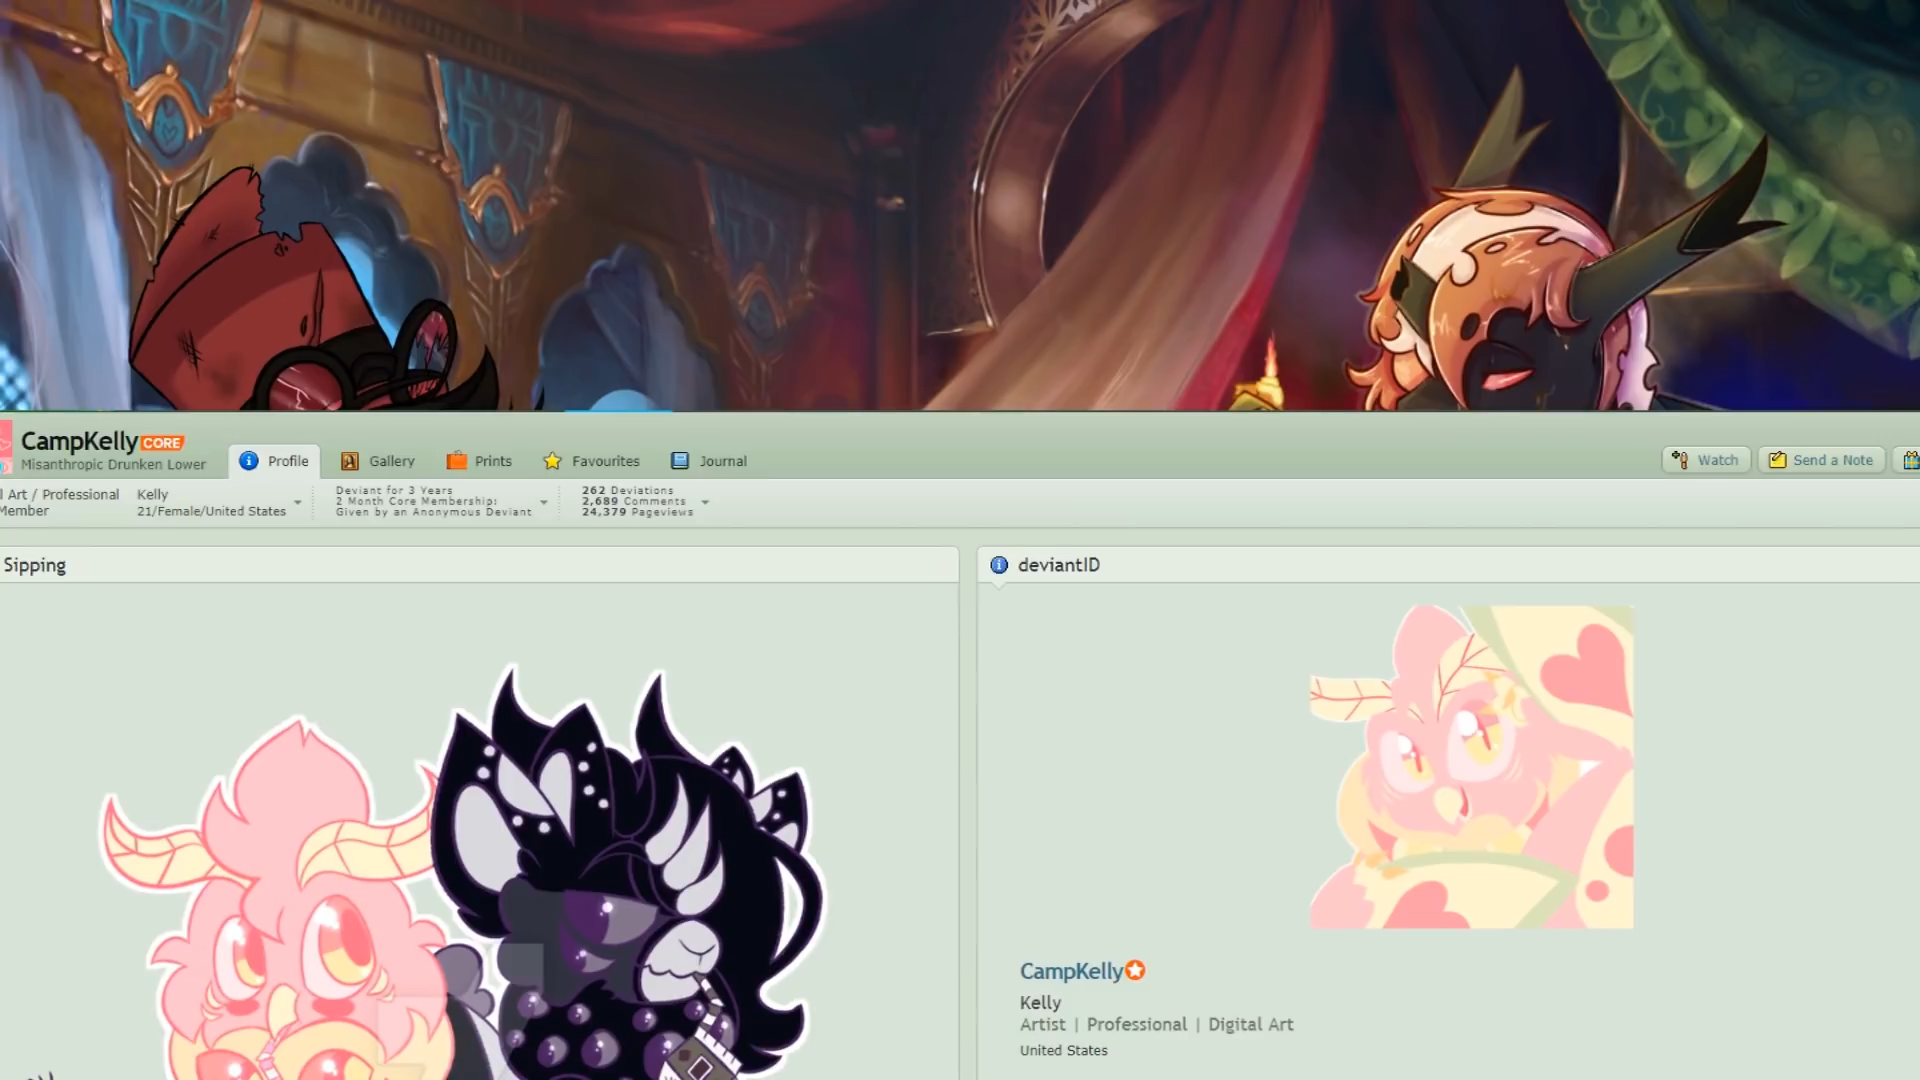 CampKelly CORE
Misanthropic Drunken Lower
Profile
Gallery
Prints
Favourites
Journal
Watch
Send a Note
Art / Professional
Member
Kelly
21/Female/United States
Deviant for 3 Years
2 Month Core Membership:
Given by an Anonymous Deviant
262 Deviations
2,689 Comments
24,379 Pageviews
Sipping
deviantID
CampKelly
Kelly
Artist | Professional | Digital Art
United States